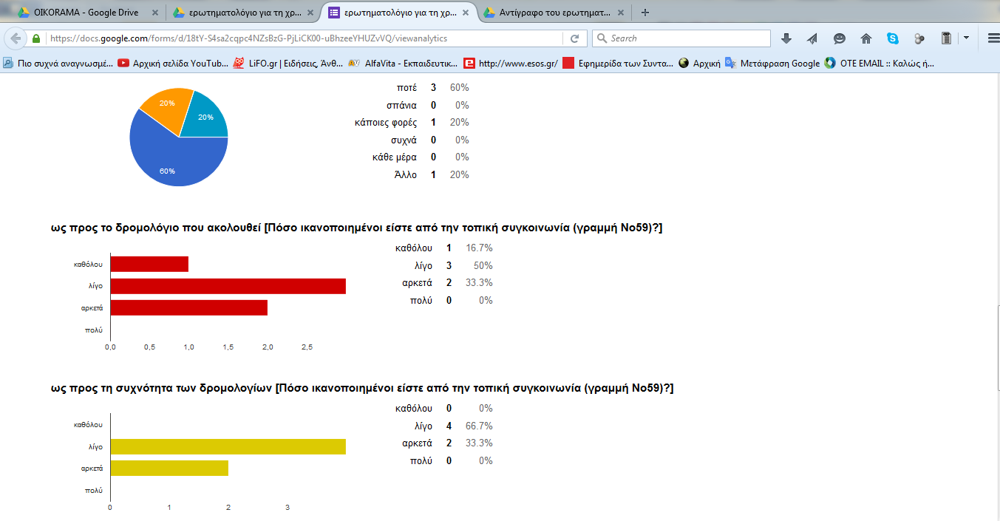 OIKORAMA - Google Drive
ερωτηματολόγιο για τη χρ...
ερωτηματολόγιο για τη χρ...
Αντίγραφο του ερωτηματ...
https://docs.google.com/forms/d/18tY-S4sa2cqpc4NZsBzG-PjLiCK00-uBhzeeYHUZvVQ/viewanalytics
Search
Πιο συχνά αναγνωσμέ... Αρχική σελίδα YouTub... LiFO.gr | Ειδήσεις, Άνθ... AlfaVita - Εκπαιδευτικ... http://www.esos.gr/ Εφημερίδα των Συντα... Αρχική Μετάφραση Google OTE EMAIL :: Καλώς ή...
20%
20%
60%
ποτέ 3 60%
σπάνια 0 0%
κάποιες φορές 1 20%
συχνά 0 0%
κάθε μέρα 0 0%
Άλλο 1 20%
ως προς το δρομολόγιο που ακολουθεί [Πόσο ικανοποιημένοι είστε από την τοπική συγκοινωνία (γραμμή Νο59)?]
καθόλου
λίγο
αρκετά
πολύ
0,0 0,5 1,0 1,5 2,0 2,5
καθόλου 1 16.7%
λίγο 3 50%
αρκετά 2 33.3%
πολύ 0 0%
ως προς τη συχνότητα των δρομολογίων [Πόσο ικανοποιημένοι είστε από την τοπική συγκοινωνία (γραμμή Νο59)?]
καθόλου
λίγο
αρκετά
πολύ
0 1 2 3
καθόλου 0 0%
λίγο 4 66.7%
αρκετά 2 33.3%
πολύ 0 0%